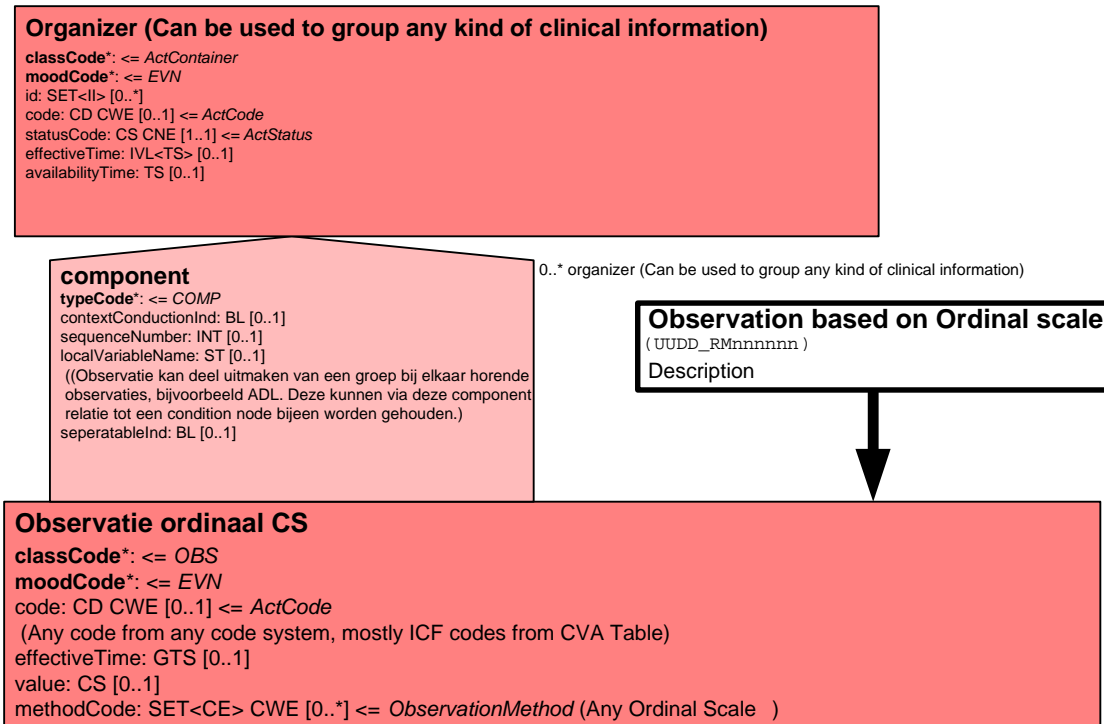 Organizer (Can be used to group any kind of clinical information)
classCode*: <= ActContainer
moodCode*: <= EVN
id: SET<II> [0..*]
code: CD CWE [0..1] <= ActCode
statusCode: CS CNE [1..1] <= ActStatus
effectiveTime: IVL<TS> [0..1]
availabilityTime: TS [0..1]
component
typeCode*: <= COMP
contextConductionInd: BL [0..1]
sequenceNumber: INT [0..1]
localVariableName: ST [0..1]
((Observatie kan deel uitmaken van een groep bij elkaar horende
observaties, bijvoorbeeld ADL. Deze kunnen via deze component
relatie tot een condition node bijeen worden gehouden.)
seperatableInd: BL [0..1]
0..* organizer (Can be used to group any kind of clinical information)
Observation based on Ordinal scale
(UUDD_RMnnnnnn)
Description
Observatie ordinaal CS
classCode*: <= OBS
moodCode*: <= EVN
code: CD CWE [0..1] <= ActCode
(Any code from any code system, mostly ICF codes from CVA Table)
effectiveTime: GTS [0..1]
value: CS [0..1]
methodCode: SET<CE> CWE [0..*] <= ObservationMethod (Any Ordinal Scale )